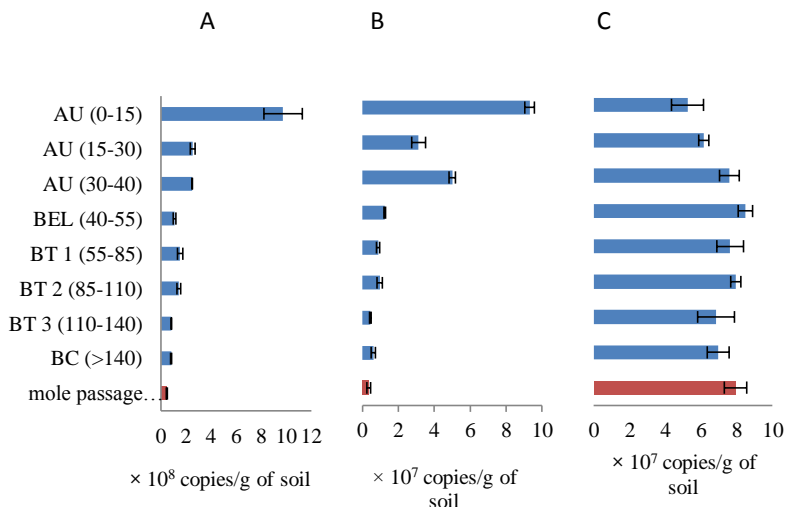 A B C
AU (0-15)
AU (15-30)
AU (30-40)
BEL (40-55)
BT 1 (55-85)
BT 2 (85-110)
BT 3 (110-140)
BC (>140)
mole passage…
0 2 4 6 8 10 12
0 2 4 6 8 10
0 2 4 6 8 10
× 10⁸ copies/g of soil
× 10⁷ copies/g of
soil
× 10⁷ copies/g of
soil